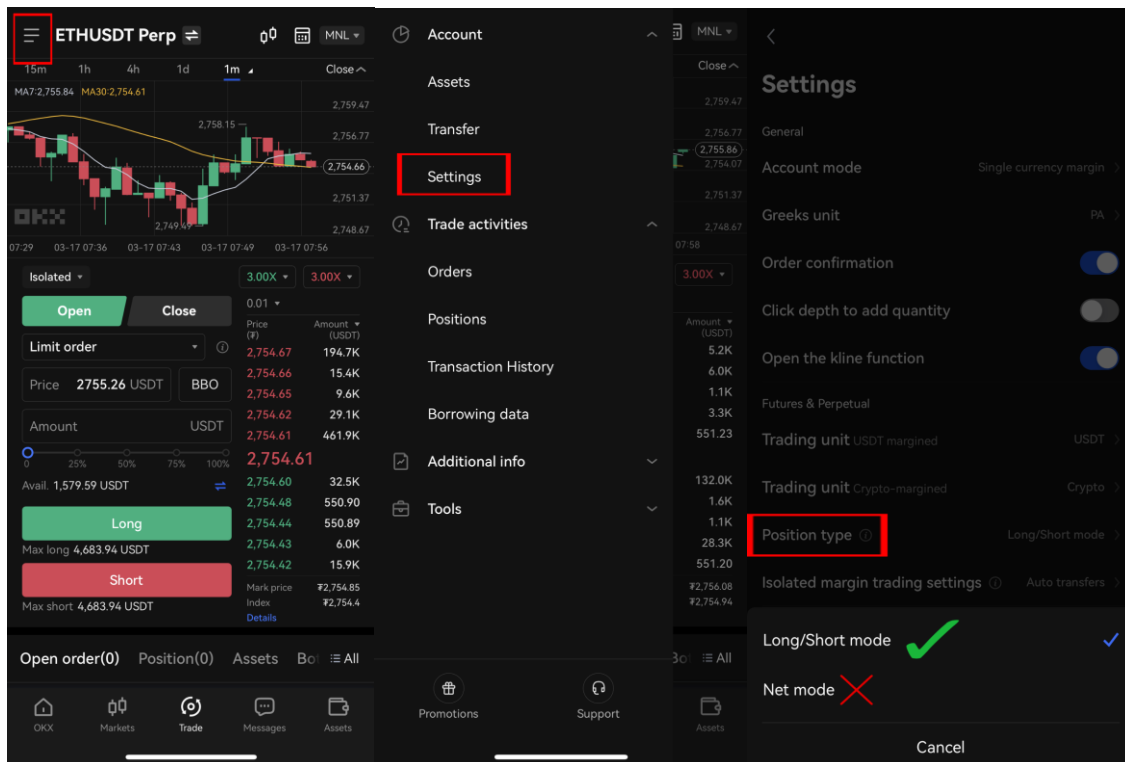 ETHUSDT Perp
MNL
15m 1h 4h 1d 1m Close
MA7:2,755.84 MA30:2,754.61
2,759.47
2,758.15
2,756.77
2,754.66
2,751.37
OKX
2,749.49
2,748.67
07:29 03-17 07:36 03-17 07:43 03-17 07:49 03-17 07:56
Isolated
3.00X 3.00X
Open Close
0.01
Price (₮) Amount (USDT)
Limit order
2,754.67 194.7K
2,754.66 15.4K
Price 2755.26 USDT BBO
2,754.65 9.6K
2,754.62 29.1K
Amount USDT
2,754.61 461.9K
0 25% 50% 75% 100%
2,754.61
Avail. 1,579.59 USDT
2,754.60 32.5K
2,754.48 550.90
Long
2,754.44 550.89
Max long 4,683.94 USDT
2,754.43 6.0K
2,754.42 15.9K
Short
Mark price ₮2,754.85
Max short 4,683.94 USDT
Index ₮2,754.4
Details
Open order(0) Position(0) Assets Bot All
OKX Markets Trade Messages Assets
Account
Assets
Transfer
Settings
Trade activities
Orders
Positions
Transaction History
Borrowing data
Additional info
Tools
Promotions Support
MNL
Close
2,759.47
2,756.77
2,755.86
2,754.07
2,751.37
2,748.67
07:58
3.00X
Amount
(USDT)
5.2K
6.0K
1.1K
3.3K
551.23
132.0K
1.6K
1.1K
28.3K
551.20
₮2,756.08
₮2,754.94
Bot All
Assets
Settings
General
Account mode Single currency margin
Greeks unit PA
Order confirmation
Click depth to add quantity
Open the kline function
Futures & Perpetual
Trading unit USDT margined USDT
Trading unit Crypto-margined Crypto
Position type Long/Short mode
Isolated margin trading settings Auto transfers
Long/Short mode
Net mode
Cancel